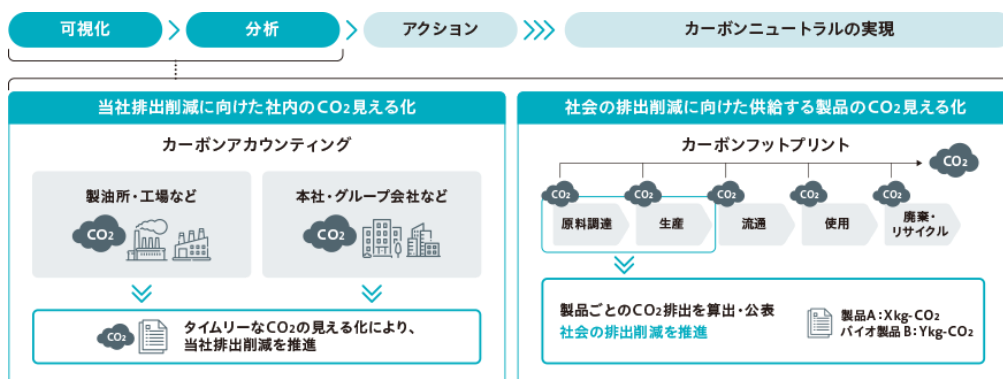 可視化
分析
アクション
カーボンニュートラルの実現
当社排出削減に向けた社内のCO2見える化
カーボンアカウンティング
製油所・工場など
CO2
本社・グループ会社など
CO2
CO2
タイムリーなCO2の見える化により、
当社排出削減を推進
社会の排出削減に向けた供給する製品のCO2見える化
カーボンフットプリント
CO2
CO2
CO2
CO2
CO2
CO2
原料調達
生産
流通
使用
廃棄・
リサイクル
製品ごとのCO2排出を算出・公表
社会の排出削減を推進
製品A：Xkg-CO2
バイオ製品B：Ykg-CO2